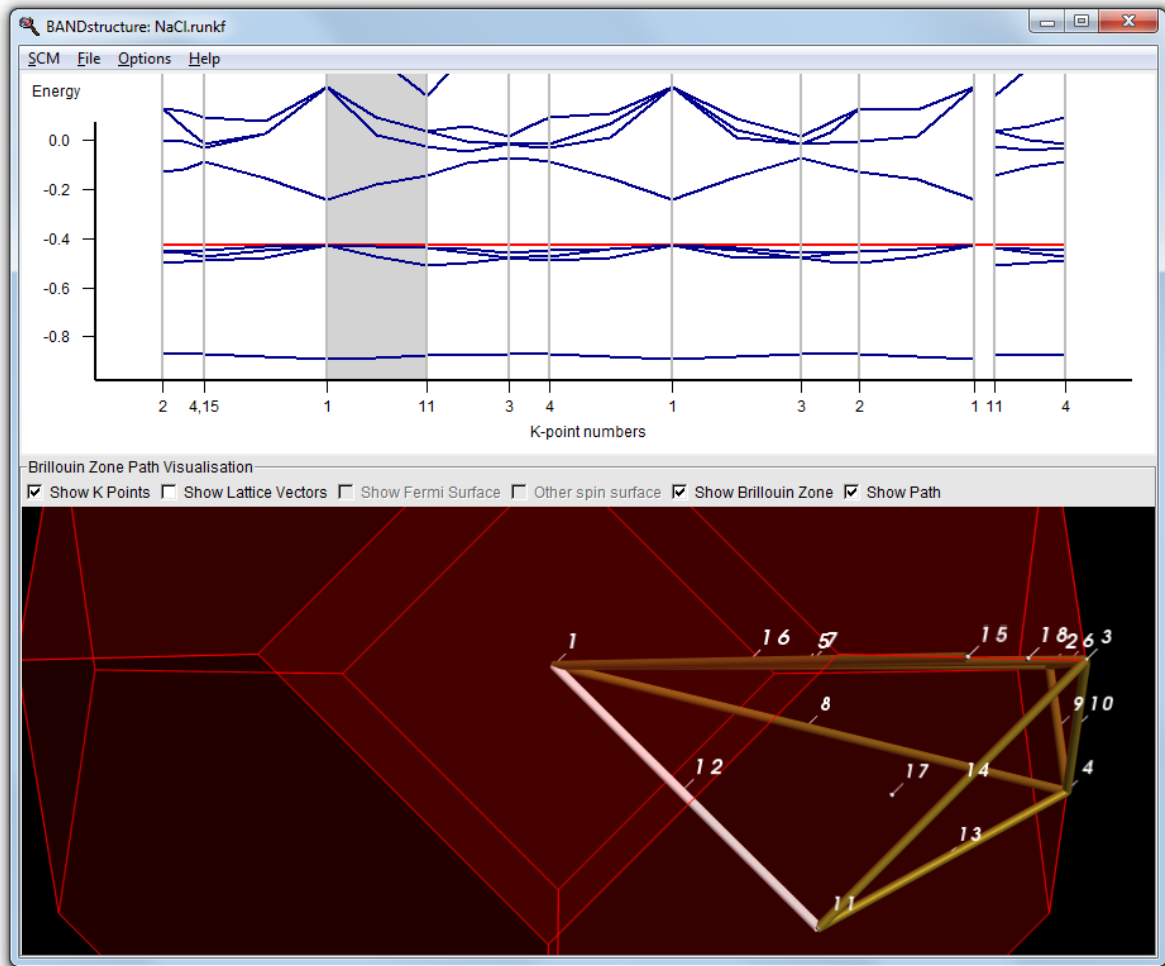 BANDstructure: NaCl.runkf
SCM File Options Help
Energy
0.0
-0.2
-0.4
-0.6
-0.8
2 4,15 1 11 3 4 1 3 2 1 11 4
K-point numbers
Brillouin Zone Path Visualisation
Show K Points Show Lattice Vectors Show Fermi Surface Other spin surface Show Brillouin Zone Show Path
1 16 5 7 15 18 2 6 3
8 9 10
12 17 14 4
13
11